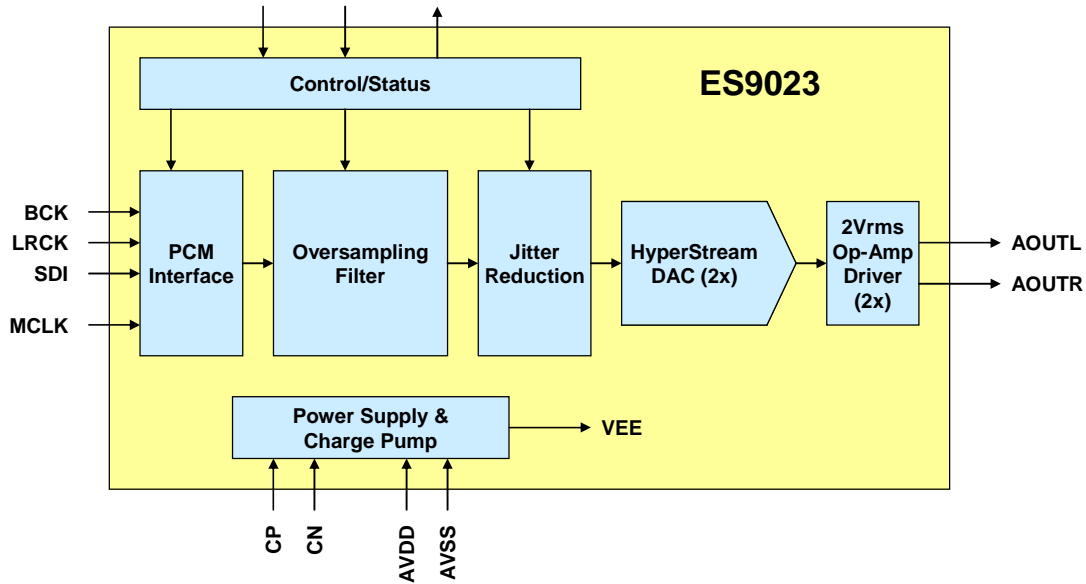 Control/Status
ES9023
BCK
LRCK
SDI
MCLK
PCM
Interface
Oversampling
Filter
Jitter
Reduction
HyperStream
DAC (2x)
2Vrms
Op-Amp
Driver
(2x)
AOUTL
AOUTR
Power Supply &
Charge Pump
VEE
CP
CN
AVDD
AVSS